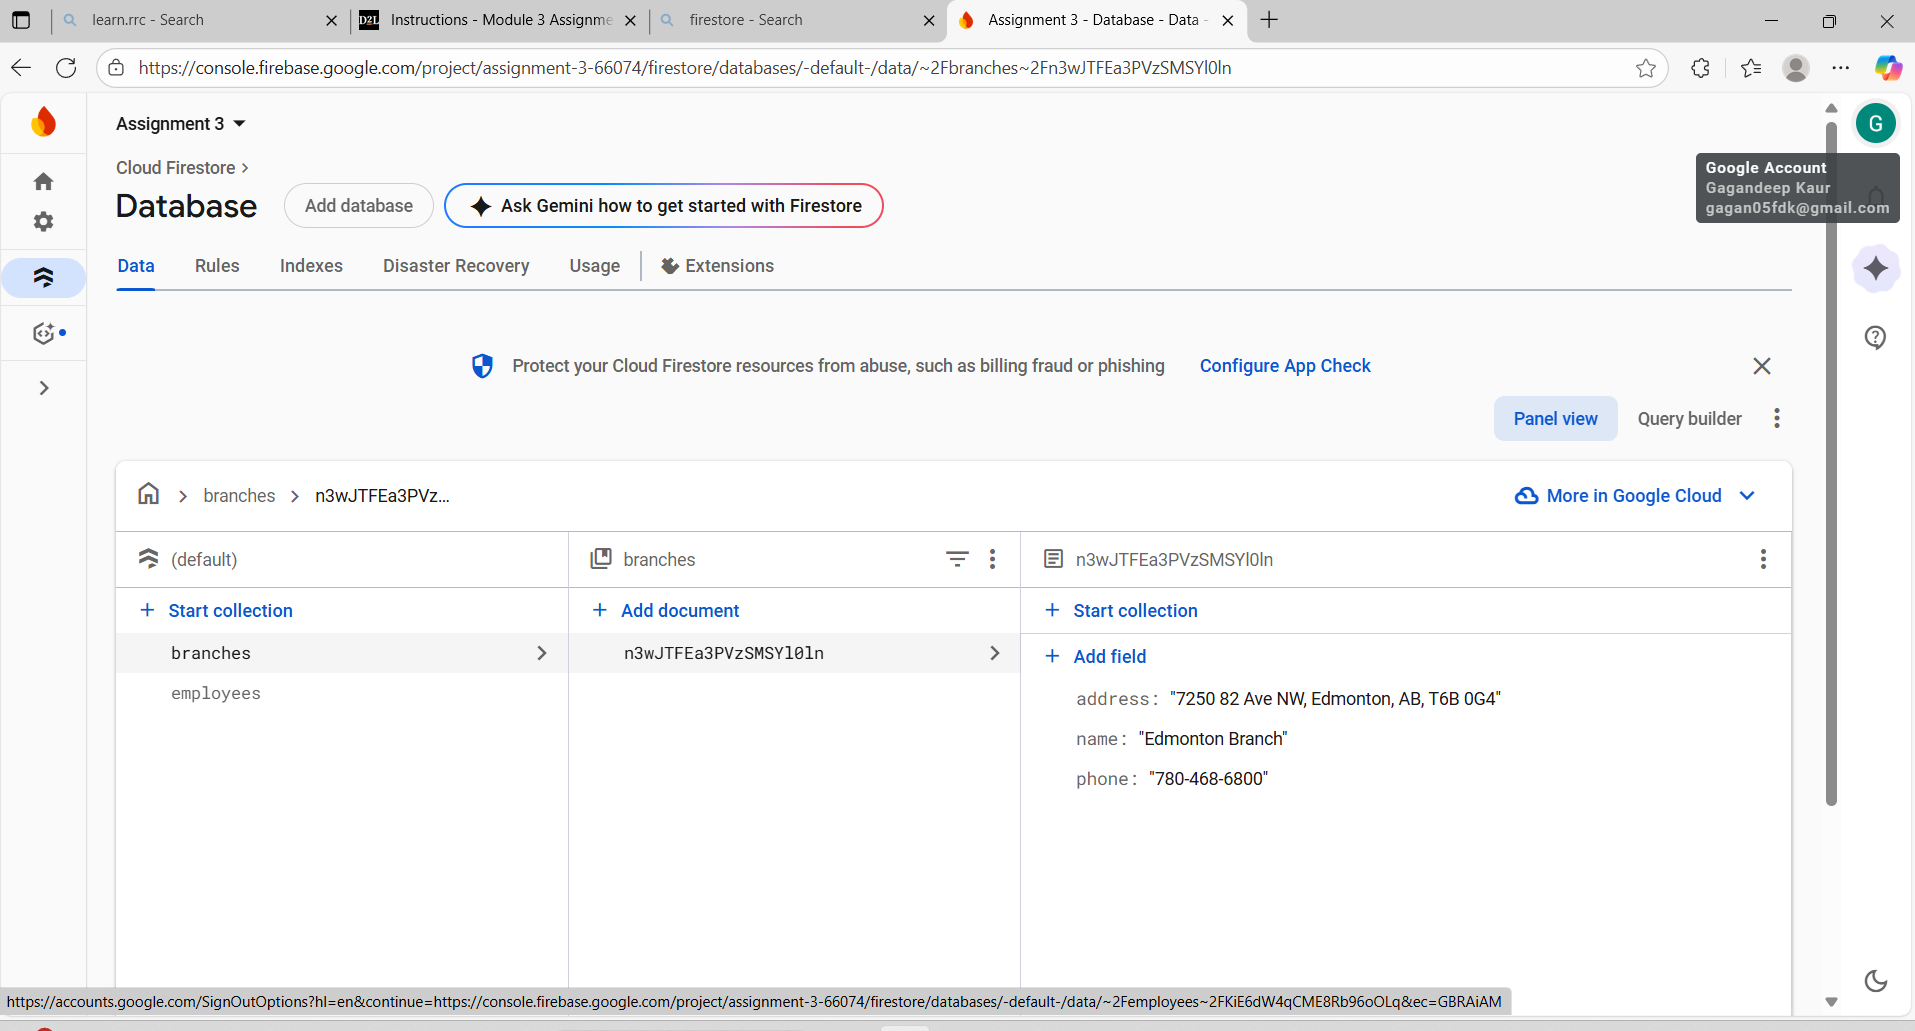 learn.rrc - Search
D2L
Instructions - Module 3 Assignme
firestore - Search
Assignment 3 - Database - Data -
https://console.firebase.google.com/project/assignment-3-66074/firestore/databases/-default-/data/~2Fbranches~2Fn3wJTFEa3PVzSMSYl0ln
Assignment 3
G
Cloud Firestore
Google Account
Gagandeep Kaur
gagan05fdk@gmail.com
Database
Add database
Ask Gemini how to get started with Firestore
Data
Rules
Indexes
Disaster Recovery
Usage
Extensions
Protect your Cloud Firestore resources from abuse, such as billing fraud or phishing
Configure App Check
Panel view
Query builder
branches
n3wJTFEa3PVz...
More in Google Cloud
(default)
branches
n3wJTFEa3PVzSMSYl0ln
Start collection
Add document
Start collection
branches
n3wJTFEa3PVzSMSYl0ln
Add field
employees
address: "7250 82 Ave NW, Edmonton, AB, T6B 0G4"
name: "Edmonton Branch"
phone: "780-468-6800"
https://accounts.google.com/SignOutOptions?hl=en&continue=https://console.firebase.google.com/project/assignment-3-66074/firestore/databases/-default-/data/~2Femployees~2FKiE6dW4qCME8Rb96oOLq&ec=GBRAiAM